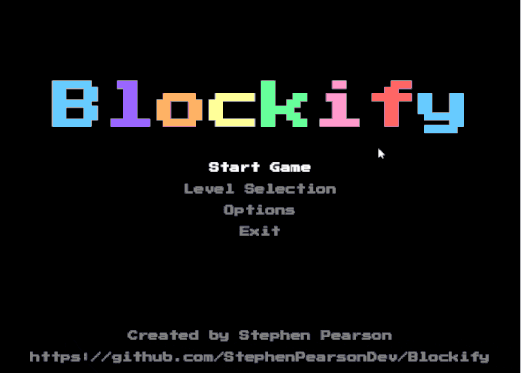 Blockify
Start Game
Level Selection
Options
Exit
Created by Stephen Pearson
https://github.com/StephenPearsonDev/Blockify